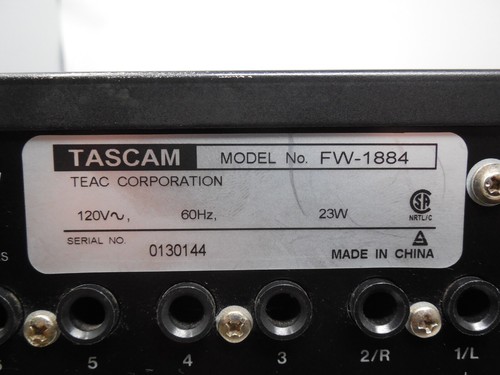 TASCAM MODEL No. FW-1884
TEAC CORPORATION
120V∿, 60Hz, 23W
NRTL/C
SERIAL NO. 0130144
MADE IN CHINA
5 4 3 2/R 1/L